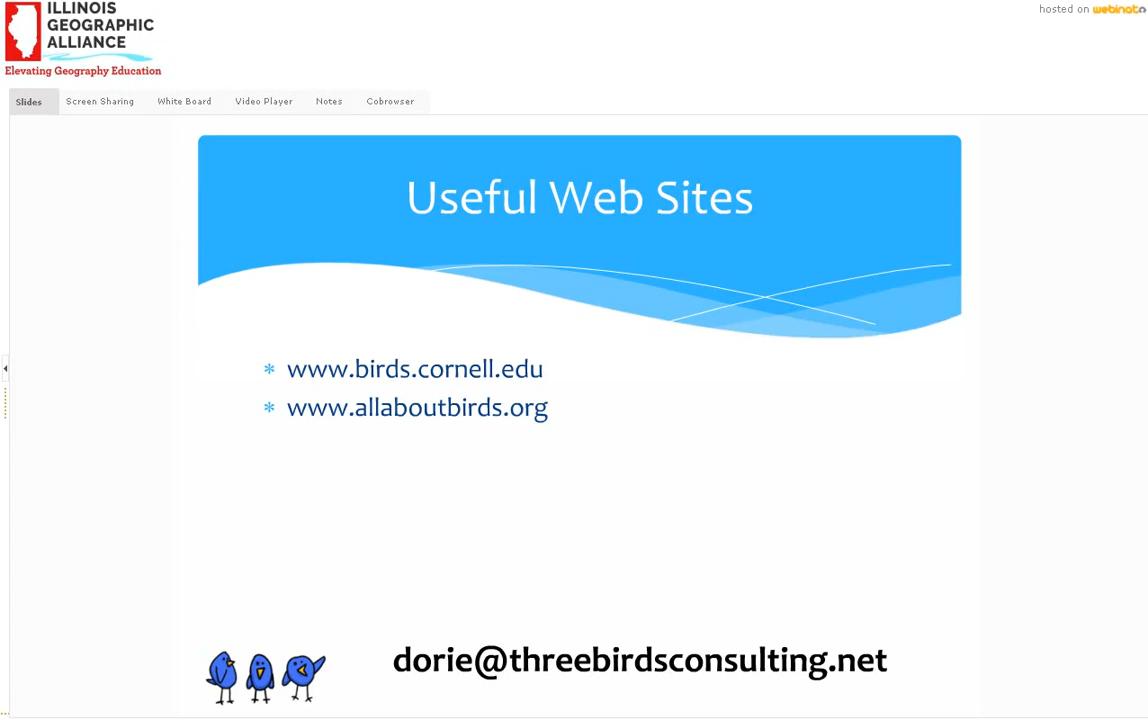 ILLINOIS
GEOGRAPHIC
ALLIANCE
Elevating Geography Education
hosted on webinato
Slides Screen Sharing White Board Video Player Notes Cobrowser
Useful Web Sites
* www.birds.cornell.edu
* www.allaboutbirds.org
dorie@threebirdsconsulting.net